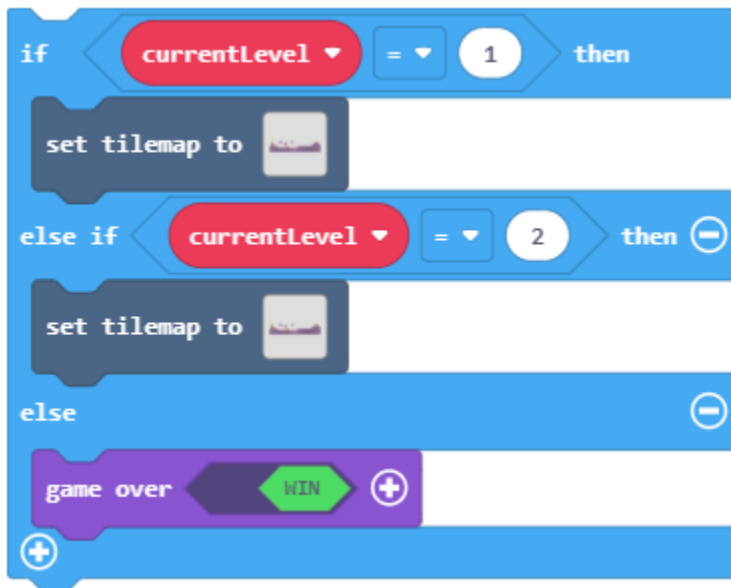 if currentLevel = 1 then
set tilemap to
else if currentLevel = 2 then
set tilemap to
else
game over WIN